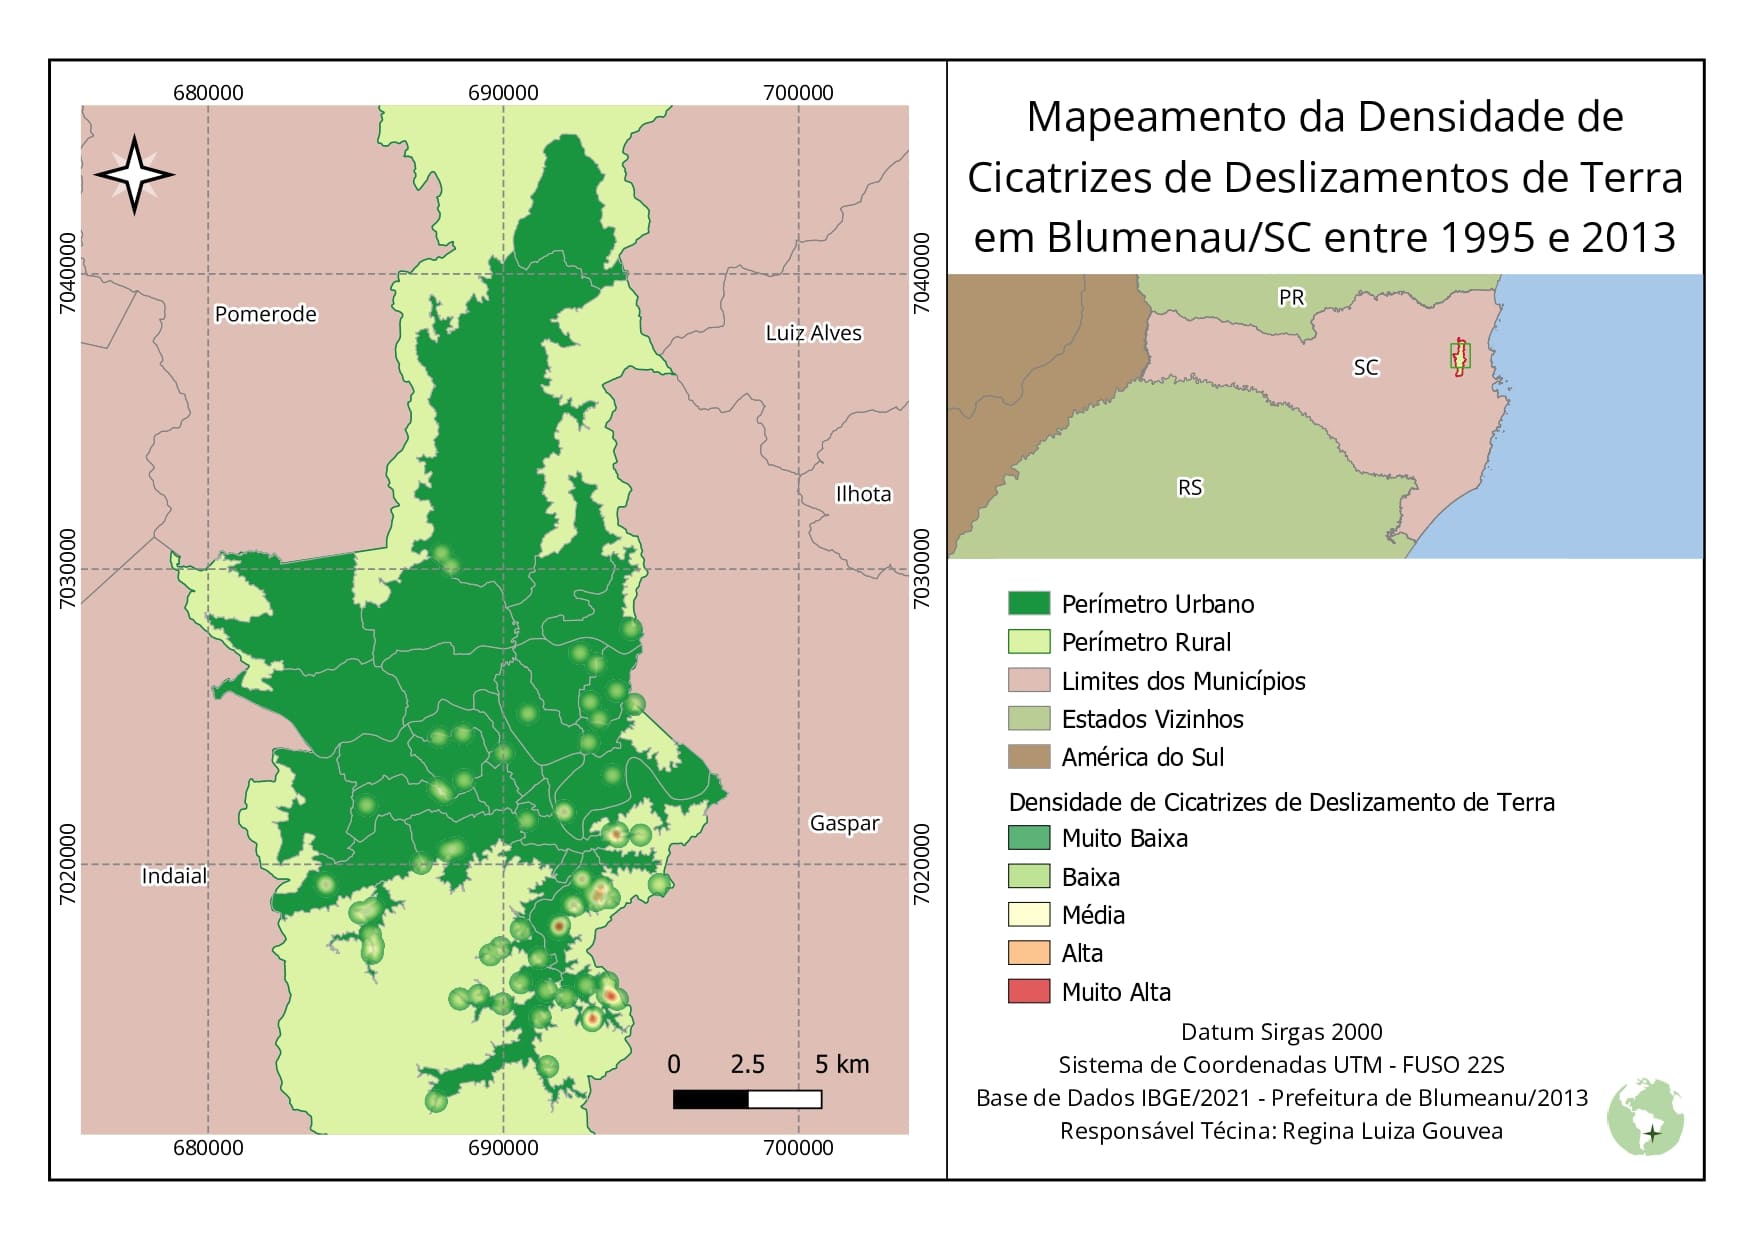 680000 690000 700000
7040000 7040000
Pomerode
Luiz Alves
Ilhota
7030000 7030000
Gaspar
7020000 7020000
Indaial
0 2.5 5 km
680000 690000 700000
Mapeamento da Densidade de
Cicatrizes de Deslizamentos de Terra
em Blumenau/SC entre 1995 e 2013
PR
SC
RS
Perímetro Urbano
Perímetro Rural
Limites dos Municípios
Estados Vizinhos
América do Sul
Densidade de Cicatrizes de Deslizamento de Terra
Muito Baixa
Baixa
Média
Alta
Muito Alta
Datum Sirgas 2000
Sistema de Coordenadas UTM - FUSO 22S
Base de Dados IBGE/2021 - Prefeitura de Blumeanu/2013
Responsável Técina: Regina Luiza Gouvea